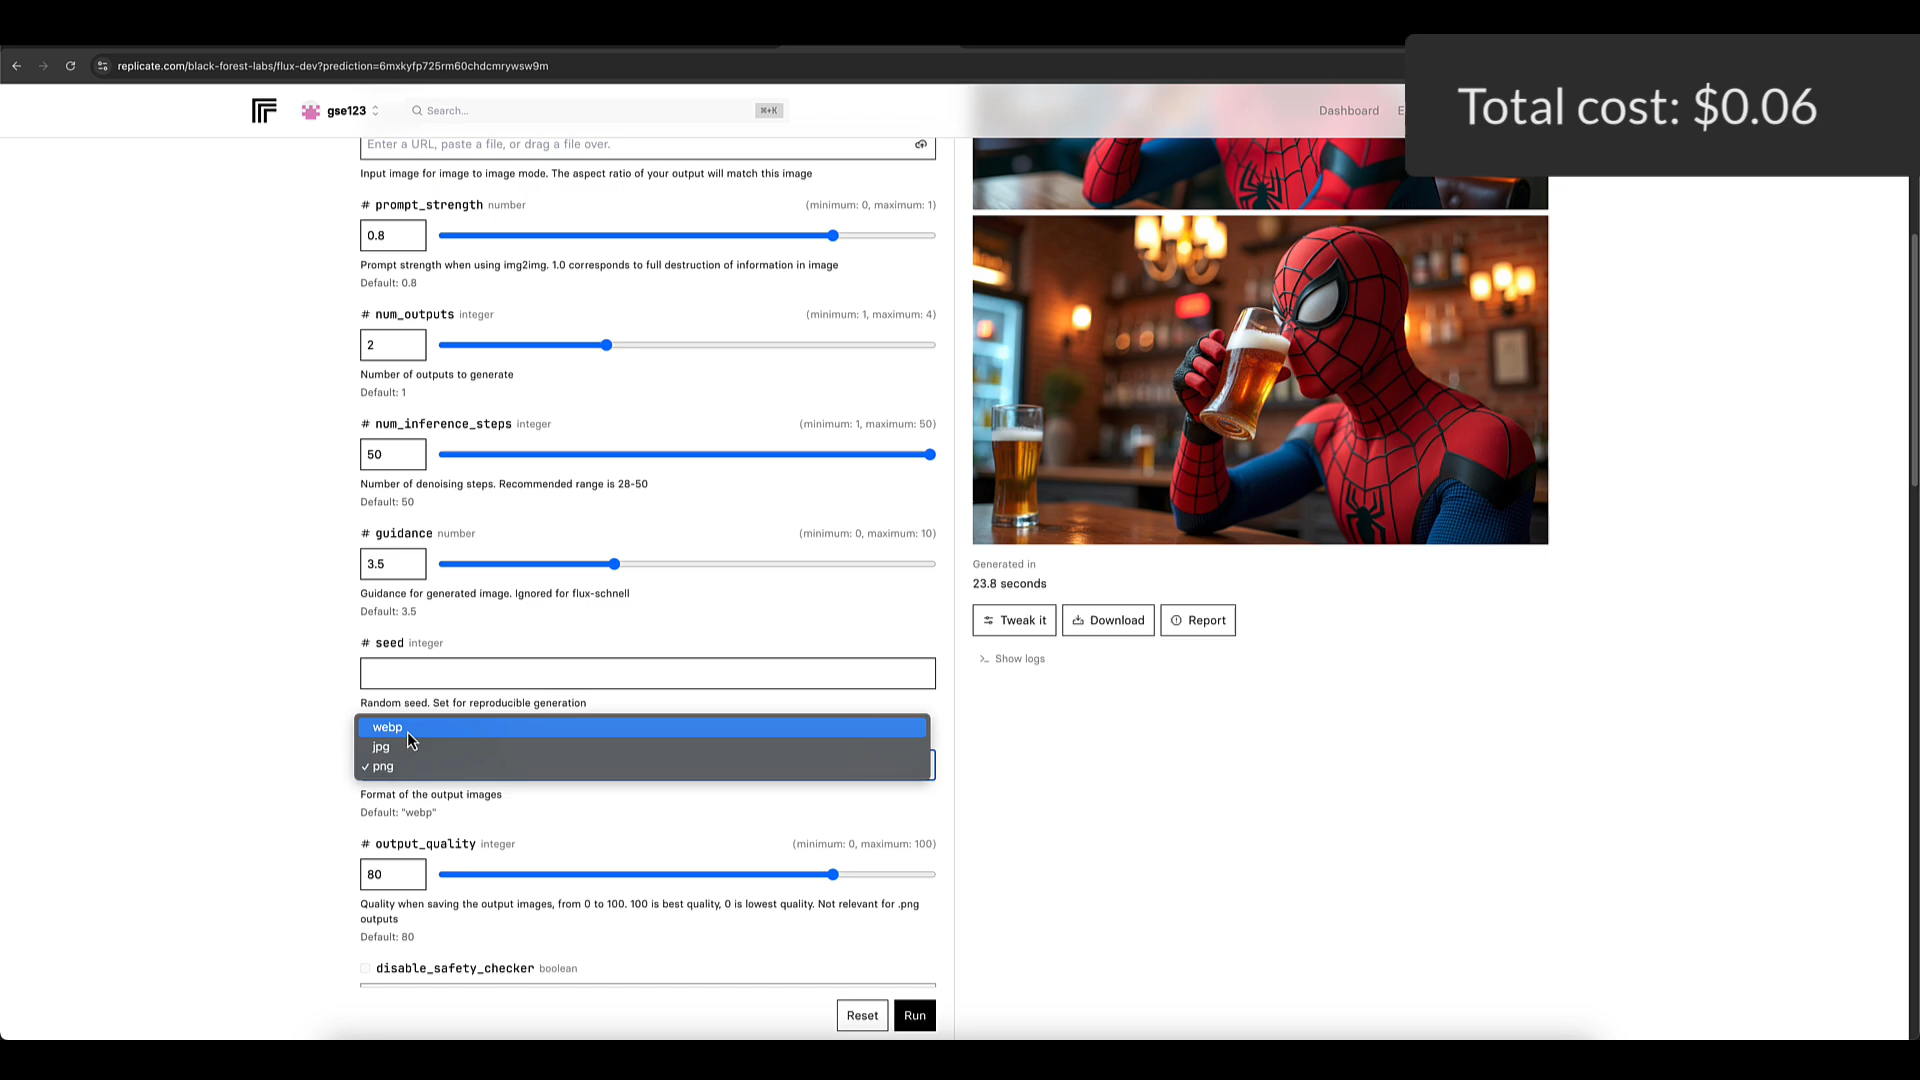 replicate.com/black-forest-labs/flux-dev?prediction=6mxkyfp725rm60chdcmrywsw9m
Total cost: $0.06
gse123
Search...
⌘+K
Dashboard
E
Enter a URL, paste a file, or drag a file over.
Input image for image to image mode. The aspect ratio of your output will match this image
# prompt_strength number (minimum: 0, maximum: 1)
0.8
Prompt strength when using img2img. 1.0 corresponds to full destruction of information in image
Default: 0.8
# num_outputs integer (minimum: 1, maximum: 4)
2
Number of outputs to generate
Default: 1
# num_inference_steps integer (minimum: 1, maximum: 50)
50
Number of denoising steps. Recommended range is 28-50
Default: 50
# guidance number (minimum: 0, maximum: 10)
3.5
Guidance for generated image. Ignored for flux-schnell
Default: 3.5
# seed integer
Random seed. Set for reproducible generation
webp
jpg
✓ png
Format of the output images
Default: "webp"
# output_quality integer (minimum: 0, maximum: 100)
80
Quality when saving the output images, from 0 to 100. 100 is best quality, 0 is lowest quality. Not relevant for .png
outputs
Default: 80
disable_safety_checker boolean
Reset
Run
Generated in
23.8 seconds
Tweak it
Download
Report
>_ Show logs